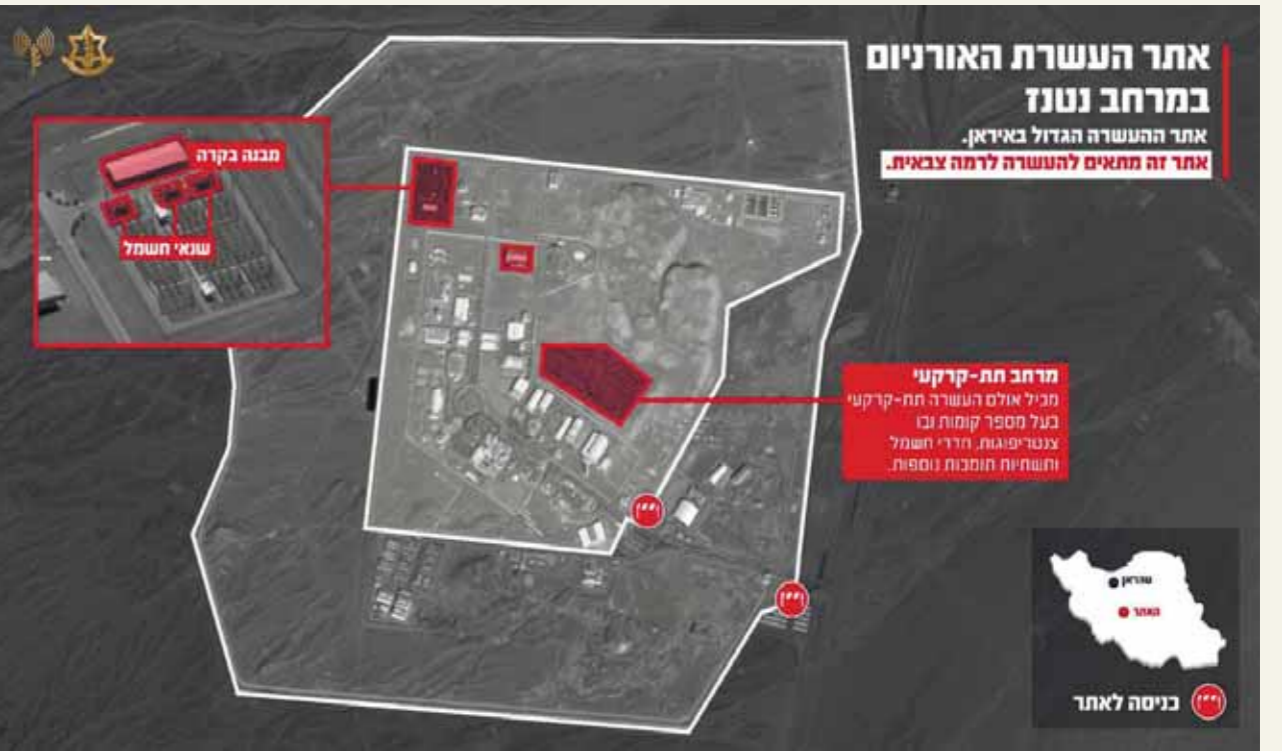 אתר העשרת האורניום
במרחב נטנז
אתר ההעשרה הגדול באיראן.
אתר זה מתאים להעשרה לרמה צבאית.
מבנה בקרה
שנאי חשמל
מרחב תת-קרקעי
מכיל אולם העשרה תת-קרקעי
בעל מספר קומות ובו
צנטריפוגות, חדרי חשמל
ותשתיות תומכות נוספות.
טהראן
האתר
כניסה לאתר